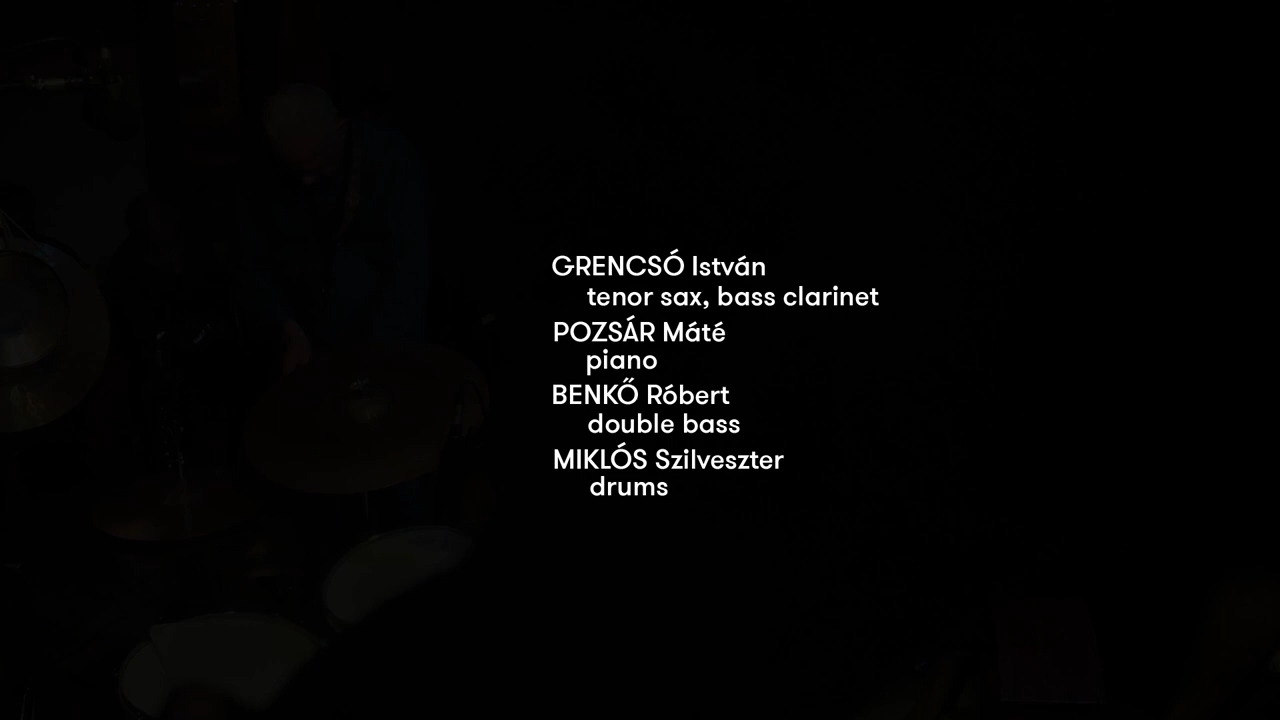 GRENCSÓ István
tenor sax, bass clarinet
POZSÁR Máté
piano
BENKŐ Róbert
double bass
MIKLÓS Szilveszter
drums